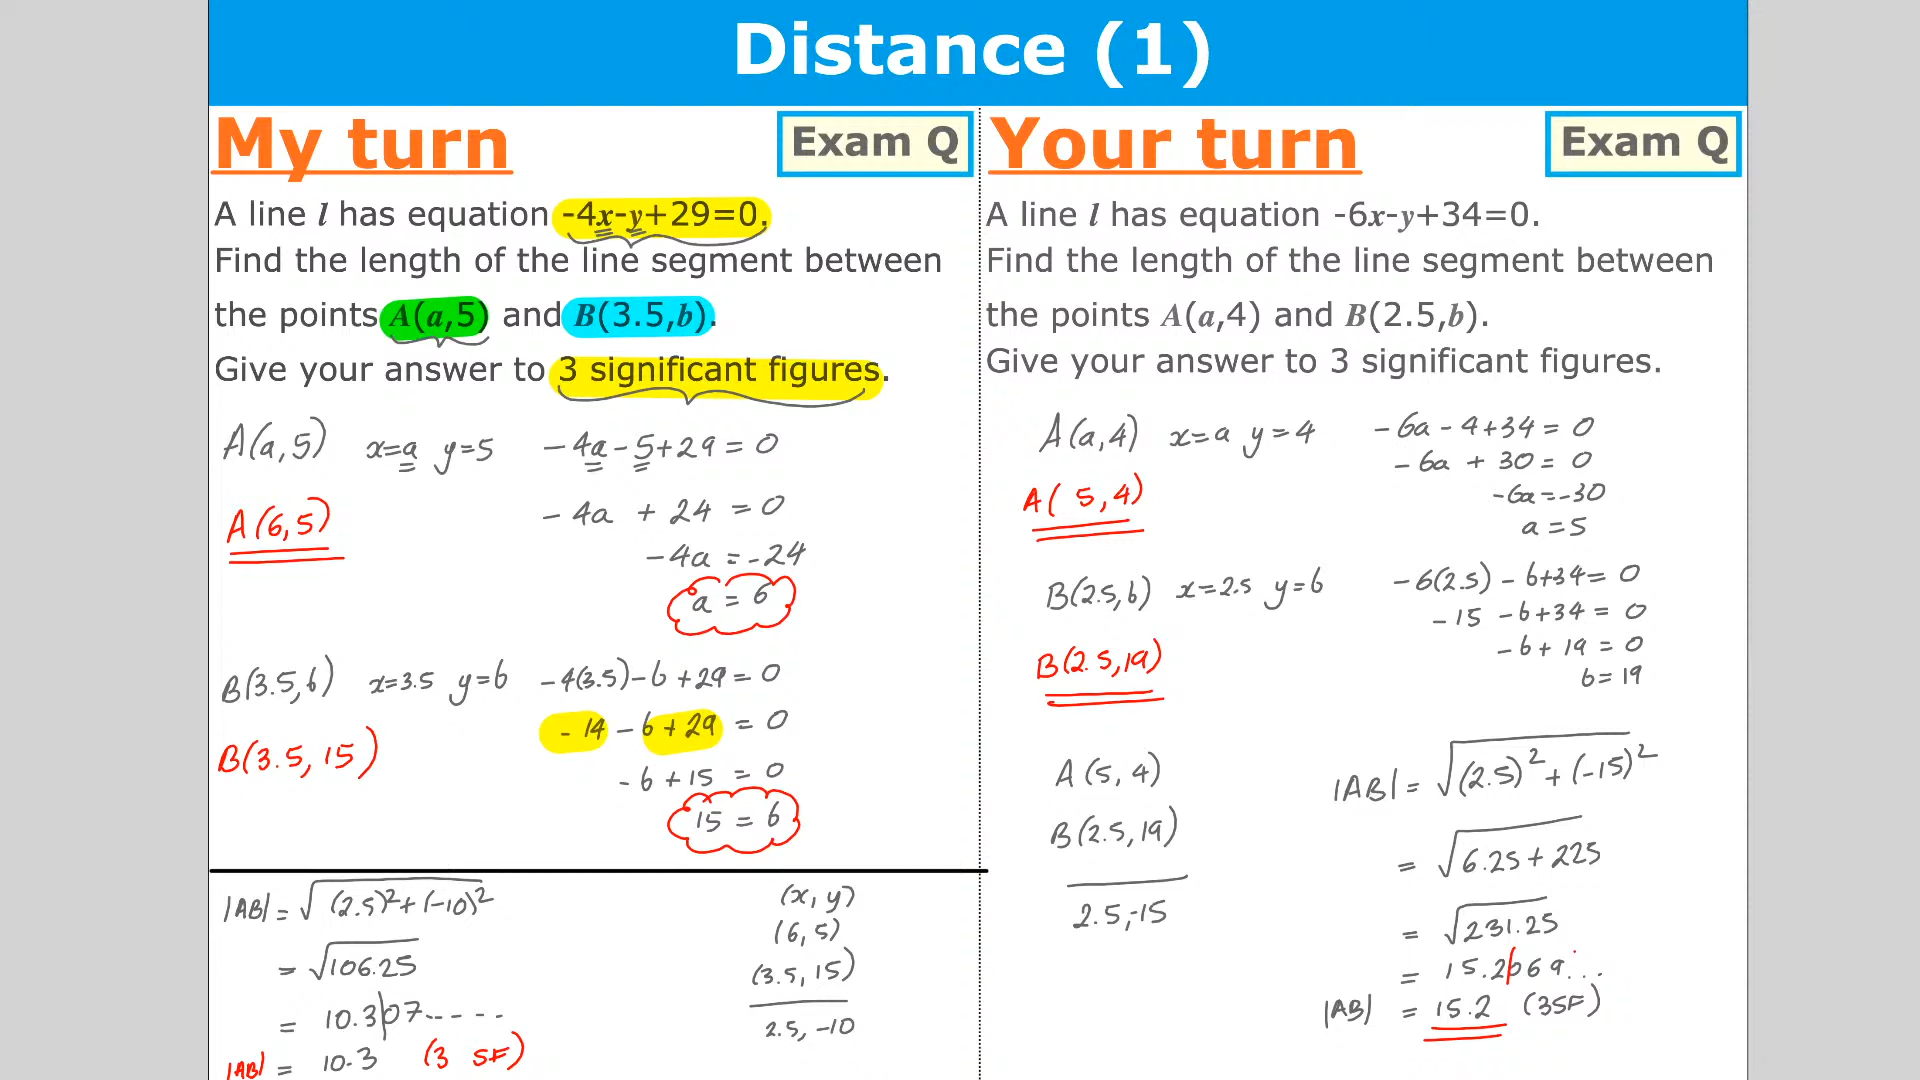 Distance (1)
My turn
Exam Q
A line l has equation -4x-y+29=0.
Find the length of the line segment between
the points A(a,5) and B(3.5,b).
Give your answer to 3 significant figures.
A(a,5) x=a y=5 -4a-5+29=0
-4a + 24 = 0
A(6,5)
-4a = -24
a = 6
B(3.5,b) x=3.5 y=b -4(3.5)-b+29=0
-14 - b + 29 = 0
B(3.5, 15)
-b + 15 = 0
15 = b
|AB| = √(2.5)²+(-10)²
= √106.25
= 10.3|07.....
|AB| = 10.3 (3 SF)
(x, y)
(6, 5)
(3.5, 15)
2.5, -10
Your turn
Exam Q
A line l has equation -6x-y+34=0.
Find the length of the line segment between
the points A(a,4) and B(2.5,b).
Give your answer to 3 significant figures.
A(a,4) x=a y=4 -6a-4+34=0
-6a + 30 = 0
A(5,4)
-6a=-30
a=5
B(2.5,b) x=2.5 y=b -6(2.5)-b+34=0
-15 -b+34 = 0
B(2.5,19)
-b+19=0
b=19
A(5,4)
B(2.5,19)
2.5,-15
|AB| = √(2.5)²+(-15)²
= √6.25+225
= √231.25
= 15.2|069...
|AB| = 15.2 (3SF)